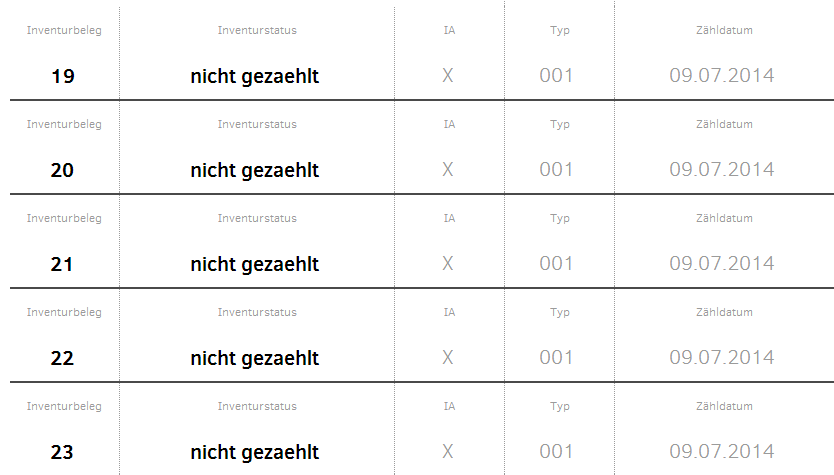 Inventurbeleg Inventurstatus IA Typ Zähldatum
19 nicht gezaehlt X 001 09.07.2014
Inventurbeleg Inventurstatus IA Typ Zähldatum
20 nicht gezaehlt X 001 09.07.2014
Inventurbeleg Inventurstatus IA Typ Zähldatum
21 nicht gezaehlt X 001 09.07.2014
Inventurbeleg Inventurstatus IA Typ Zähldatum
22 nicht gezaehlt X 001 09.07.2014
Inventurbeleg Inventurstatus IA Typ Zähldatum
23 nicht gezaehlt X 001 09.07.2014